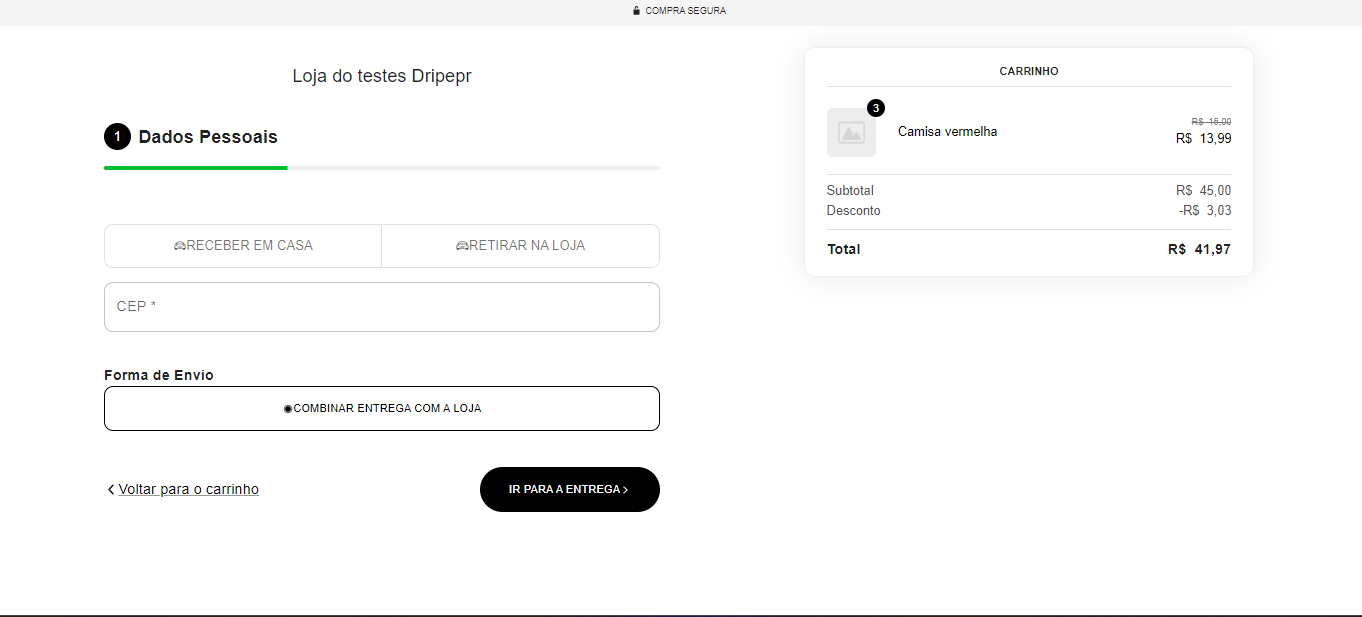 COMPRA SEGURA
Loja do testes Dripepr
1 Dados Pessoais
RECEBER EM CASA
RETIRAR NA LOJA
CEP *
Forma de Envio
COMBINAR ENTREGA COM A LOJA
Voltar para o carrinho
IR PARA A ENTREGA
CARRINHO
3
Camisa vermelha
R$ 16,00
R$ 13,99
Subtotal R$ 45,00
Desconto -R$ 3,03
Total R$ 41,97